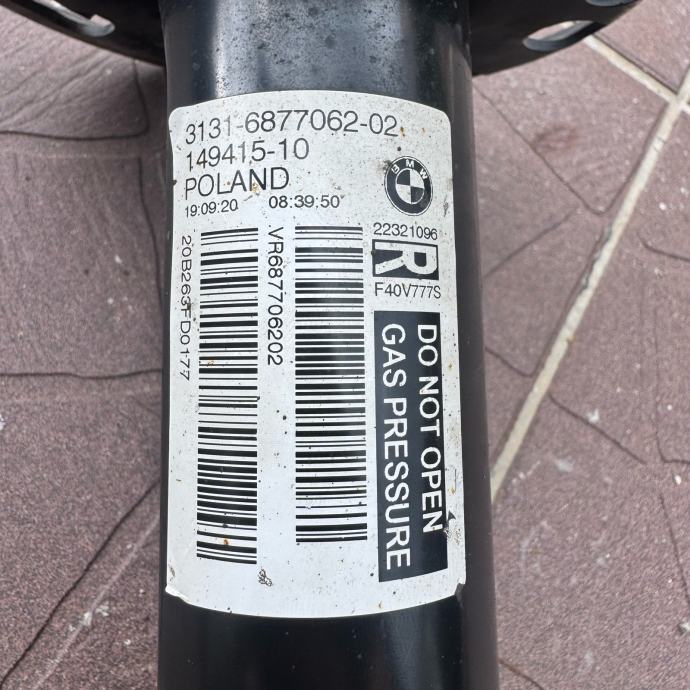 3131-6877062-02
149415-10
POLAND
19:09:20 08:39:50
BMW
22321096
R
F40V777S
20B263FD0177
VR687706202
DO NOT OPEN
GAS PRESSURE